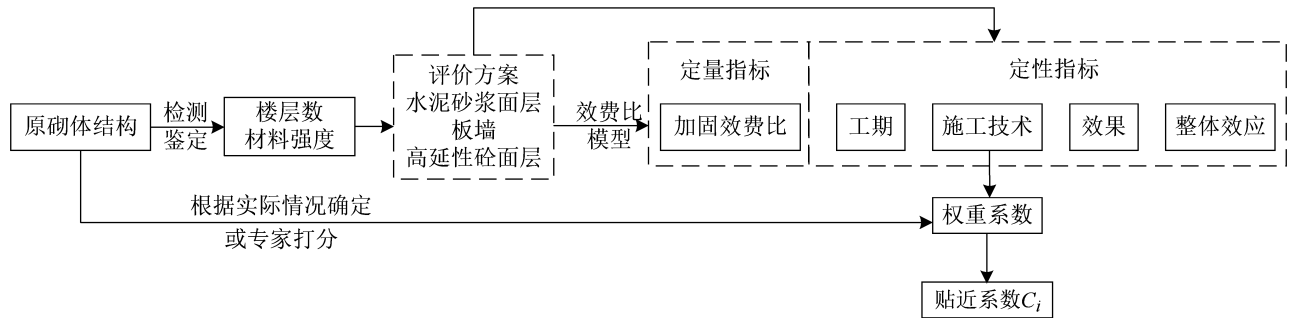 原砌体结构
检测
鉴定
楼层数
材料强度
评价方案
水泥砂浆面层
板墙
高延性砼面层
效费比
模型
定量指标
加固效费比
定性指标
工期
施工技术
效果
整体效应
根据实际情况确定
或专家打分
权重系数
贴近系数Ci